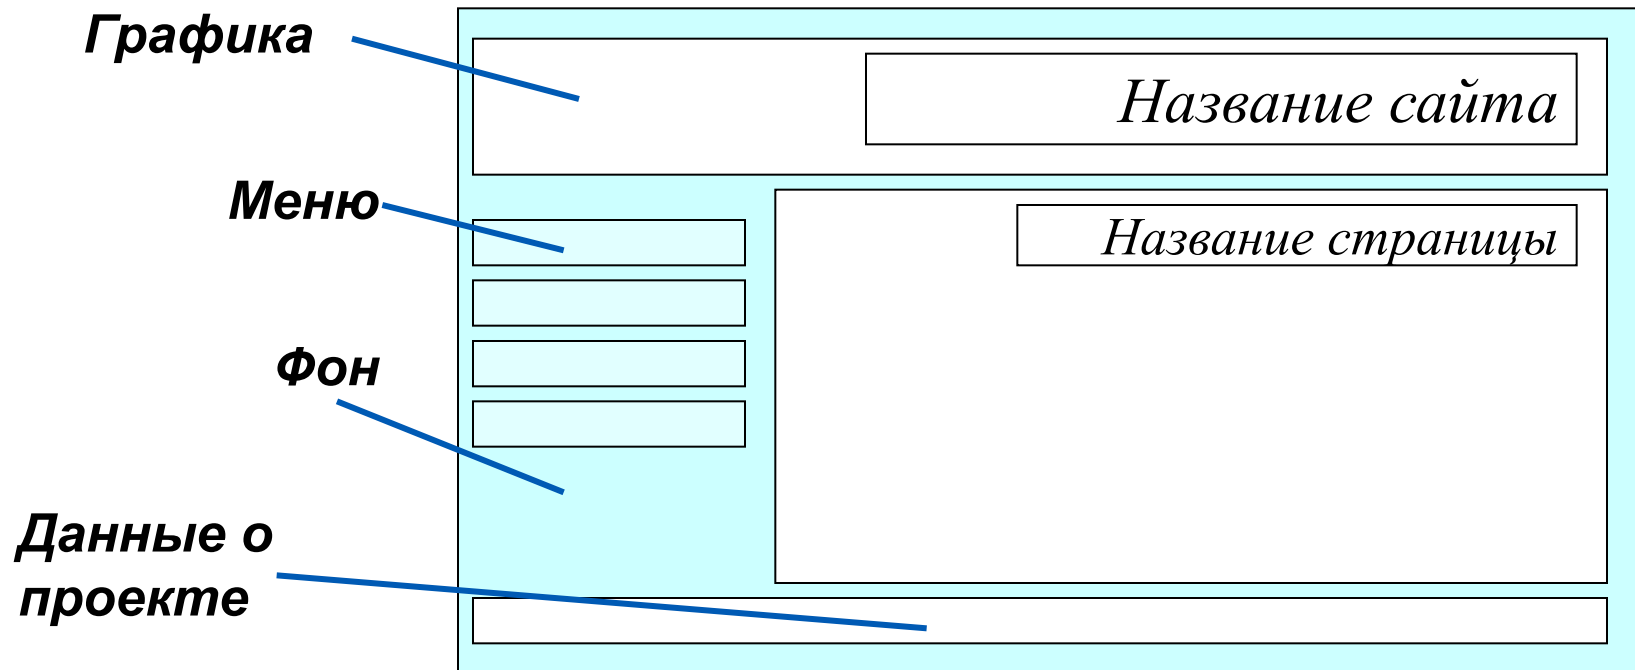 Графика
Название сайта
Меню
Название страницы
Фон
Данные о
проекте